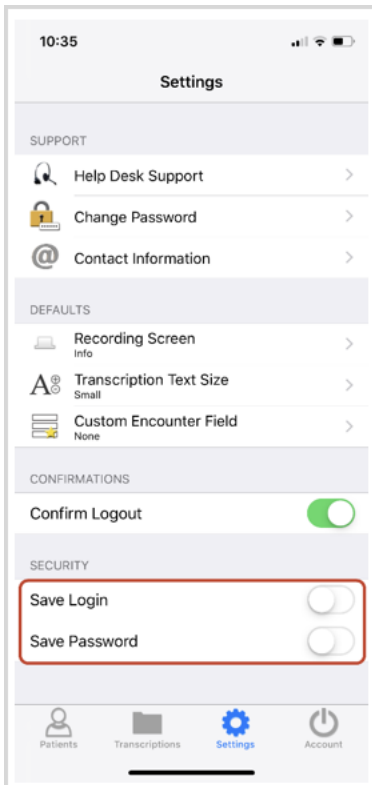 10:35
Settings
SUPPORT
Help Desk Support
Change Password
@
Contact Information
DEFAULTS
Recording Screen
Info
A
Transcription Text Size
Small
Custom Encounter Field
None
CONFIRMATIONS
Confirm Logout
SECURITY
Save Login
Save Password
Patients Transcriptions Settings Account